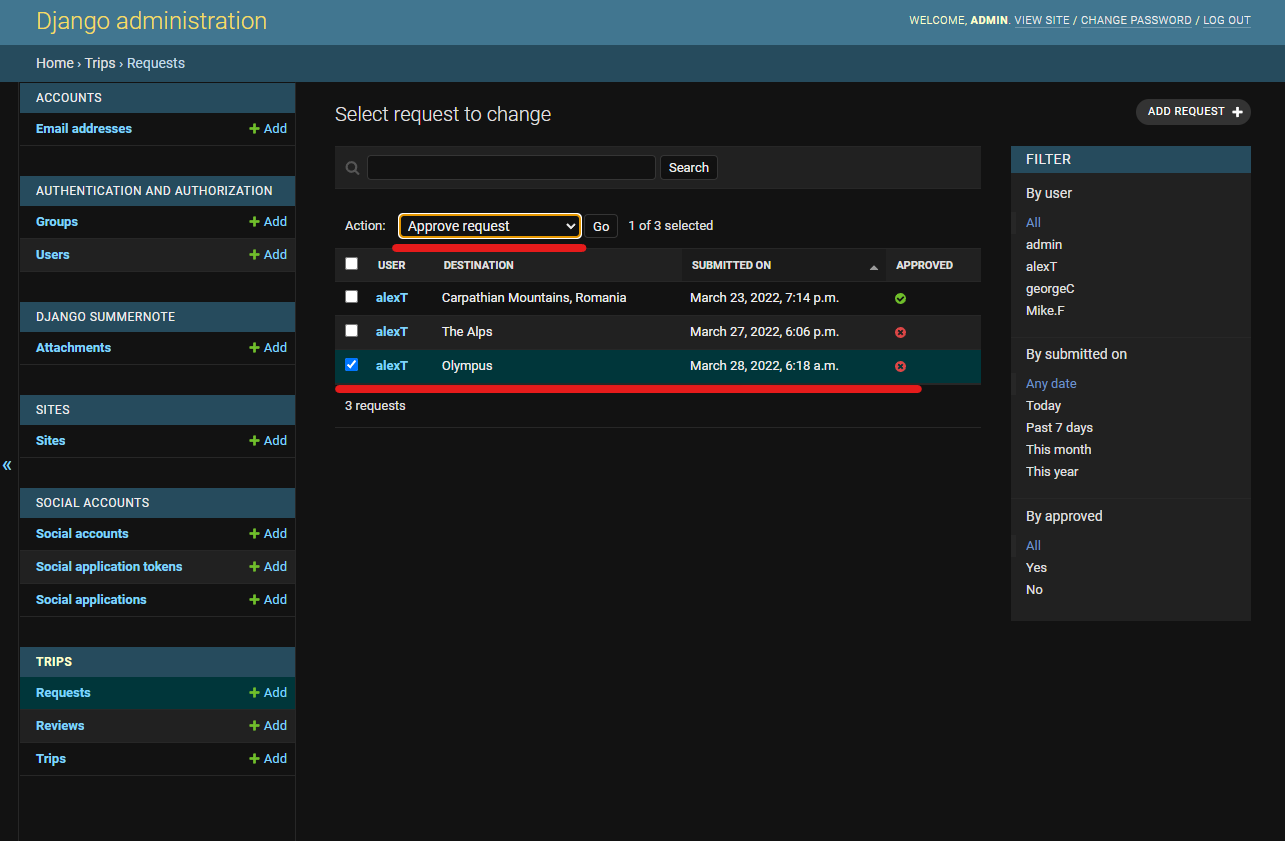 Django administration
WELCOME, ADMIN. VIEW SITE / CHANGE PASSWORD / LOG OUT
Home › Trips › Requests
ACCOUNTS
Email addresses + Add
AUTHENTICATION AND AUTHORIZATION
Groups + Add
Users + Add
DJANGO SUMMERNOTE
Attachments + Add
SITES
Sites + Add
«
SOCIAL ACCOUNTS
Social accounts + Add
Social application tokens + Add
Social applications + Add
TRIPS
Requests + Add
Reviews + Add
Trips + Add
Select request to change
ADD REQUEST +
Search
Action: Approve request Go 1 of 3 selected
USER DESTINATION SUBMITTED ON APPROVED
alexT Carpathian Mountains, Romania March 23, 2022, 7:14 p.m.
alexT The Alps March 27, 2022, 6:06 p.m.
alexT Olympus March 28, 2022, 6:18 a.m.
3 requests
FILTER
By user
All
admin
alexT
georgeC
Mike.F
By submitted on
Any date
Today
Past 7 days
This month
This year
By approved
All
Yes
No